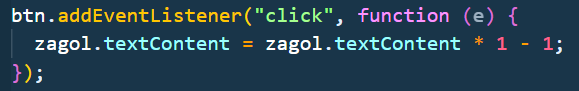 btn.addEventListener("click", function (e) {
  zagol.textContent = zagol.textContent * 1 - 1;
});